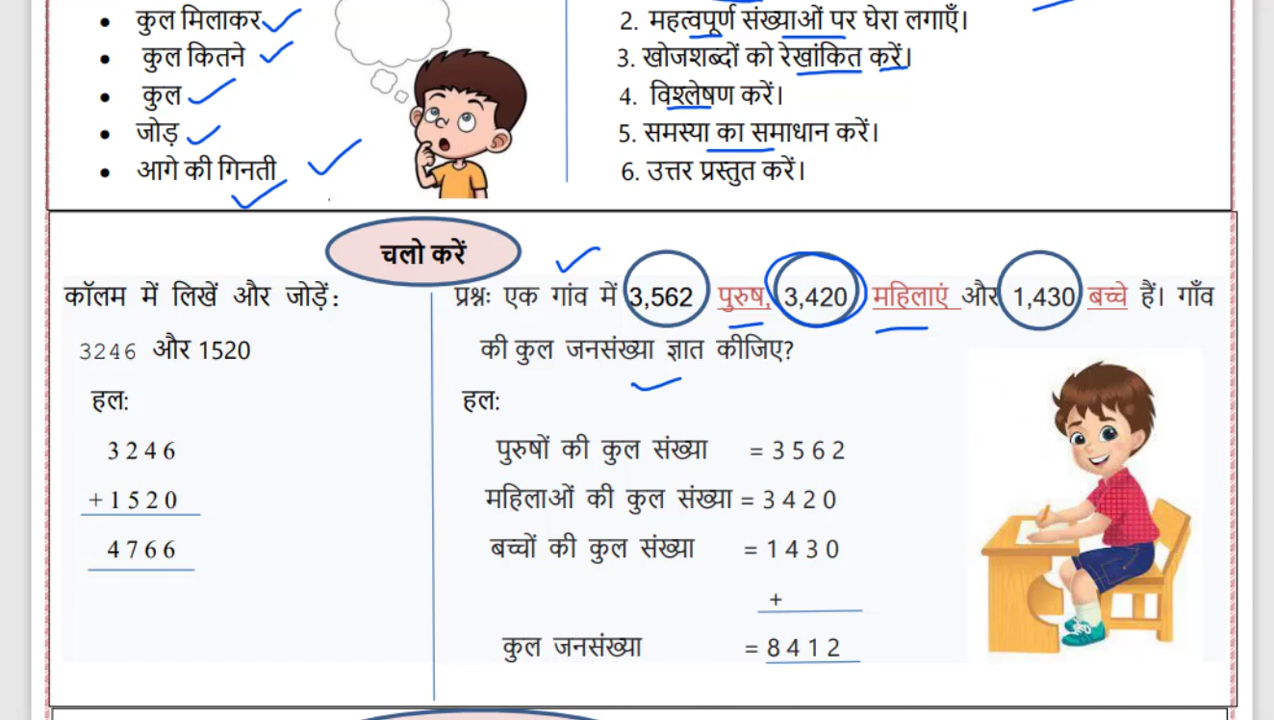 कुल मिलाकर
कुल कितने
कुल
जोड़
आगे की गिनती
2. महत्वपूर्ण संख्याओं पर घेरा लगाएँ।
3. खोजशब्दों को रेखांकित करें।
4. विश्लेषण करें।
5. समस्या का समाधान करें।
6. उत्तर प्रस्तुत करें।
चलो करें
कॉलम में लिखें और जोड़ें:
3246 और 1520
हल:
3 2 4 6
+ 1 5 2 0
4 7 6 6
प्रश्नः एक गांव में 3,562 पुरुष, 3,420 महिलाएं और 1,430 बच्चे हैं। गाँव
की कुल जनसंख्या ज्ञात कीजिए?
हल:
पुरुषों की कुल संख्या = 3 5 6 2
महिलाओं की कुल संख्या = 3 4 2 0
बच्चों की कुल संख्या = 1 4 3 0
+
कुल जनसंख्या = 8 4 1 2